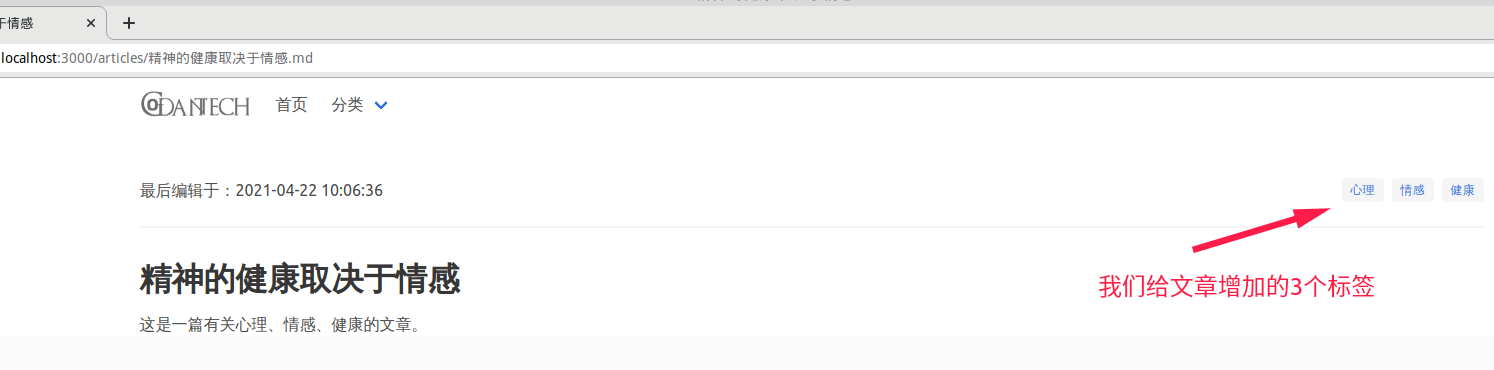 于情感
localhost:3000/articles/精神的健康取决于情感.md
CODANTECH 首页 分类
最后编辑于：2021-04-22 10:06:36 心理 情感 健康
精神的健康取决于情感
我们给文章增加的3个标签
这是一篇有关心理、情感、健康的文章。